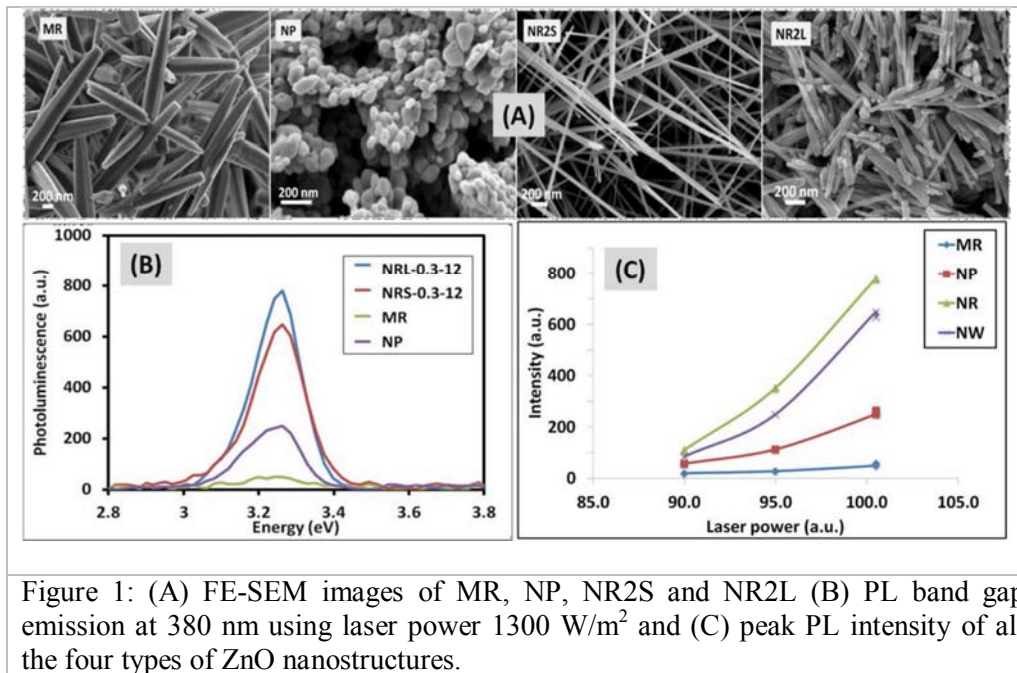 MR
NP
NR2S
NR2L
(A)
200 nm
200 nm
200 nm
200 nm
1000
(B)
NRL-0.3-12
NRS-0.3-12
MR
NP
800
600
400
200
0
Photoluminescence (a.u.)
2.8 3 3.2 3.4 3.6 3.8
Energy (eV)
(C)
MR
NP
NR
NW
800
600
400
200
0
Intensity (a.u.)
85.0 90.0 95.0 100.0 105.0
Laser power (a.u.)
Figure 1: (A) FE-SEM images of MR, NP, NR2S and NR2L (B) PL band gap
emission at 380 nm using laser power 1300 W/m² and (C) peak PL intensity of al
the four types of ZnO nanostructures.